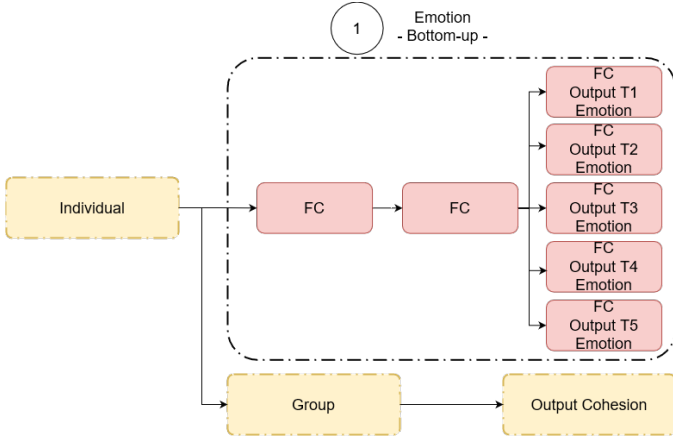 1
Emotion
- Bottom-up -
FC
Output T1
Emotion
FC
Output T2
Emotion
Individual
FC
FC
FC
Output T3
Emotion
FC
Output T4
Emotion
FC
Output T5
Emotion
Group
Output Cohesion